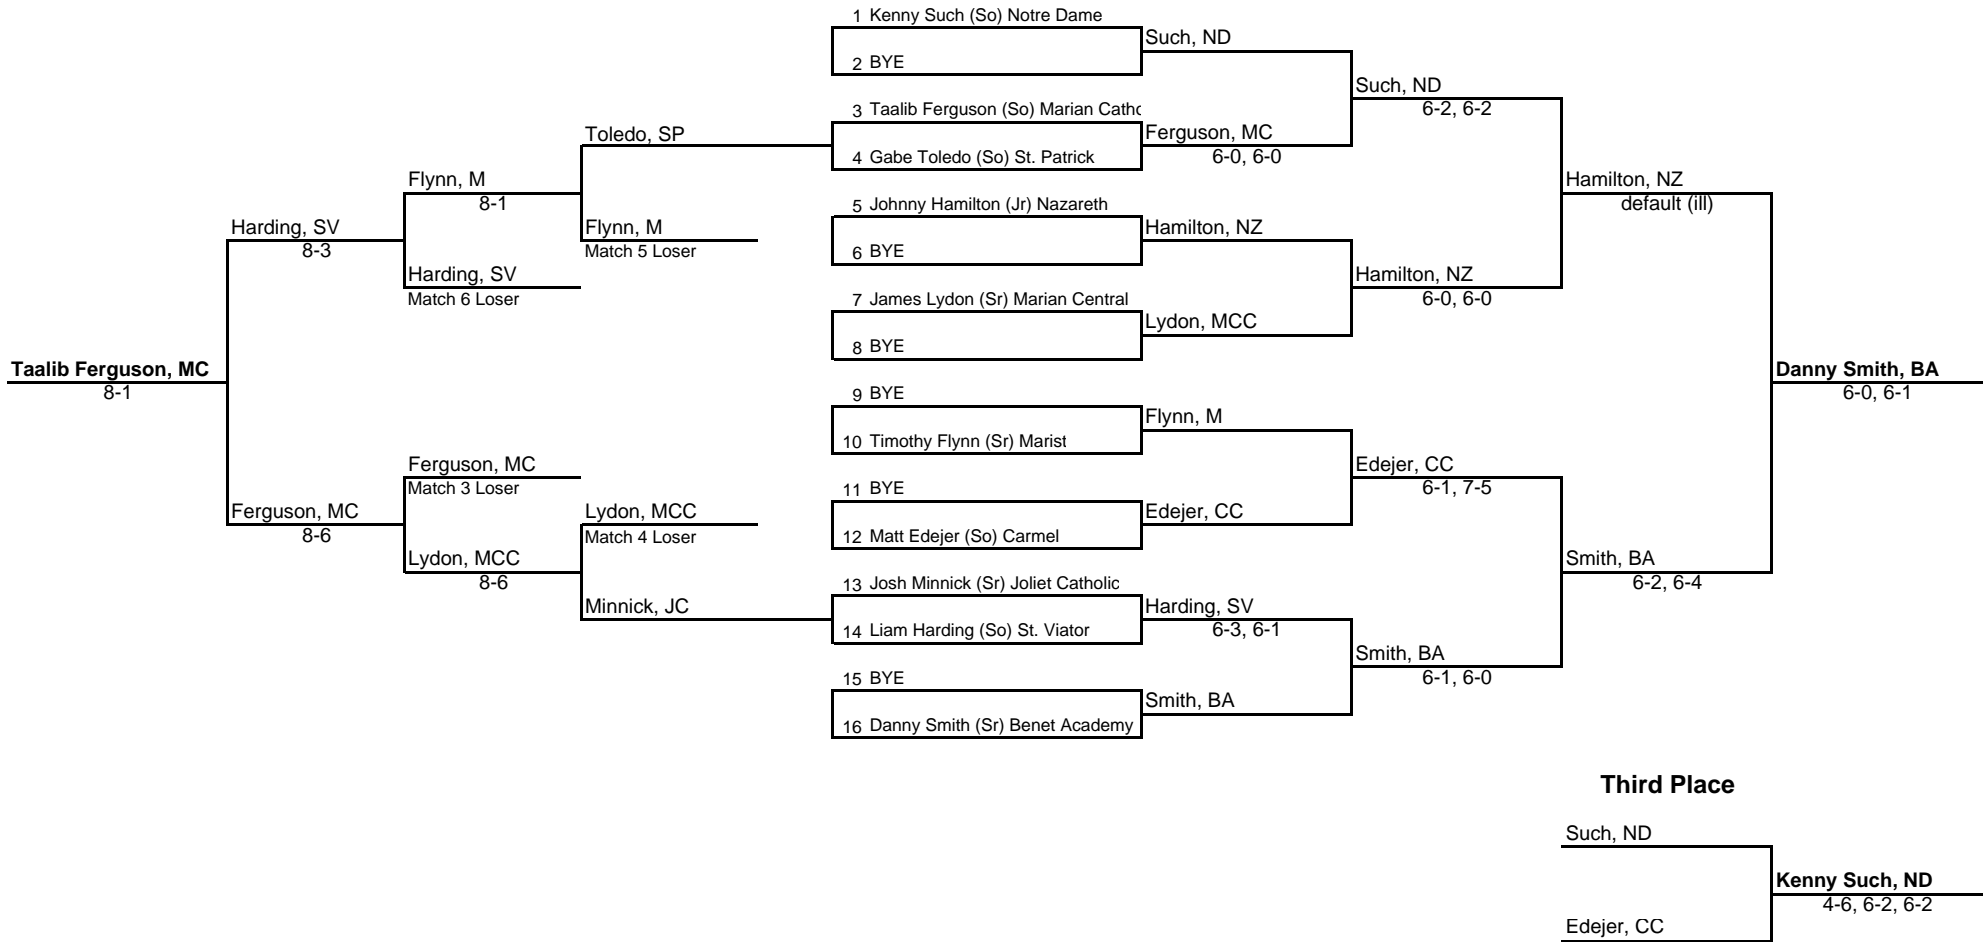 1 Kenny Such (So) Notre Dame
Such, ND
2 BYE
Such, ND
6-2, 6-2
3 Taalib Ferguson (So) Marian Catho
Toledo, SP
Ferguson, MC
6-0, 6-0
4 Gabe Toledo (So) St. Patrick
Flynn, M
8-1
Hamilton, NZ
default (ill)
5 Johnny Hamilton (Jr) Nazareth
Harding, SV
8-3
Flynn, M
Match 5 Loser
Hamilton, NZ
6 BYE
Harding, SV
Match 6 Loser
Hamilton, NZ
6-0, 6-0
7 James Lydon (Sr) Marian Central
Lydon, MCC
8 BYE
Taalib Ferguson, MC
8-1
Danny Smith, BA
6-0, 6-1
9 BYE
Flynn, M
10 Timothy Flynn (Sr) Marist
Ferguson, MC
Match 3 Loser
Edejer, CC
6-1, 7-5
11 BYE
Ferguson, MC
8-6
Lydon, MCC
Match 4 Loser
Edejer, CC
12 Matt Edejer (So) Carmel
Lydon, MCC
8-6
Smith, BA
6-2, 6-4
13 Josh Minnick (Sr) Joliet Catholic
Minnick, JC
Harding, SV
6-3, 6-1
14 Liam Harding (So) St. Viator
Smith, BA
6-1, 6-0
15 BYE
Smith, BA
16 Danny Smith (Sr) Benet Academy
Third Place
Such, ND
Kenny Such, ND
4-6, 6-2, 6-2
Edejer, CC